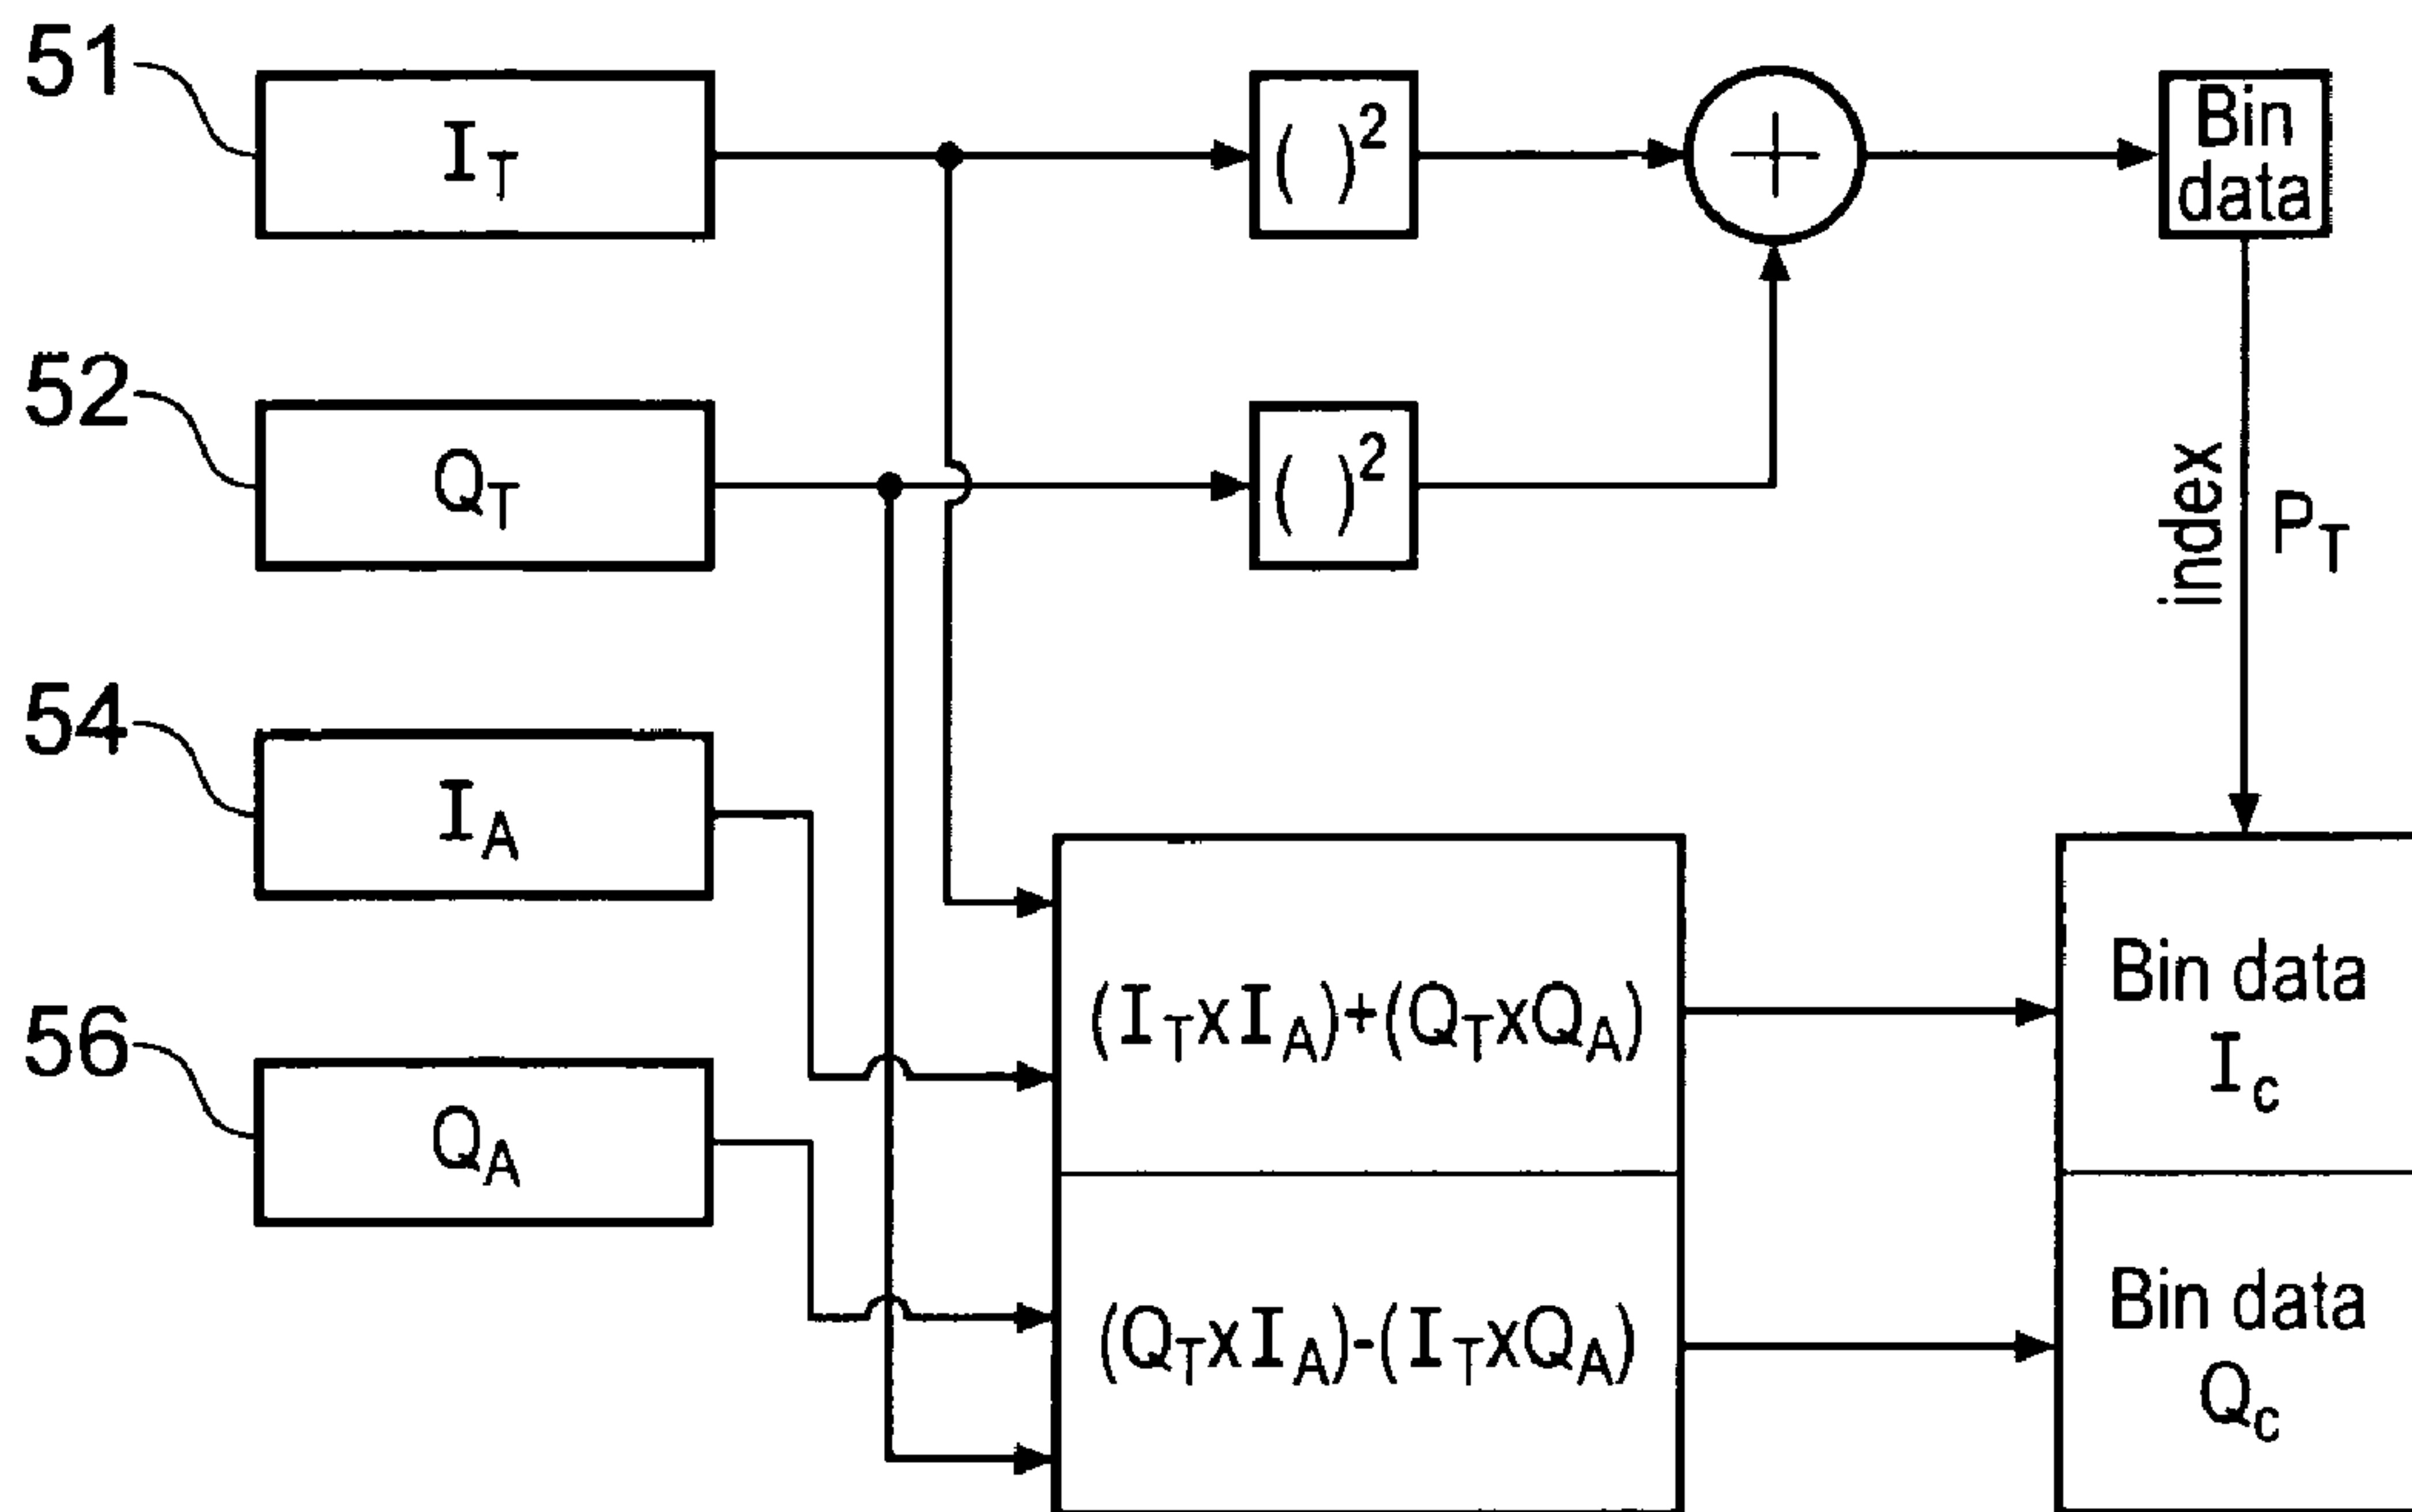 51
I_T
( )²
+
Bin
data
52
Q_T
( )²
index
P_T
54
I_A
56
Q_A
(I_TxI_A)+(Q_TxQ_A)
Bin data
I_c
(Q_TxI_A)-(I_TxQ_A)
Bin data
Q_c